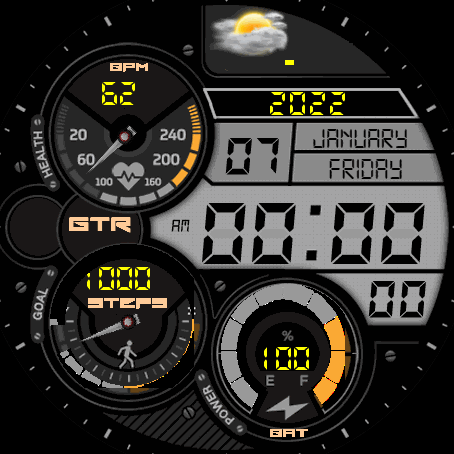 BPM
62
2022
20
240
60
200
100
160
HEALTH
07
JANUARY
FRIDAY
GTR
AM
00:00
00
1000
STEPS
GOAL
%
100
E
F
POWER
BAT